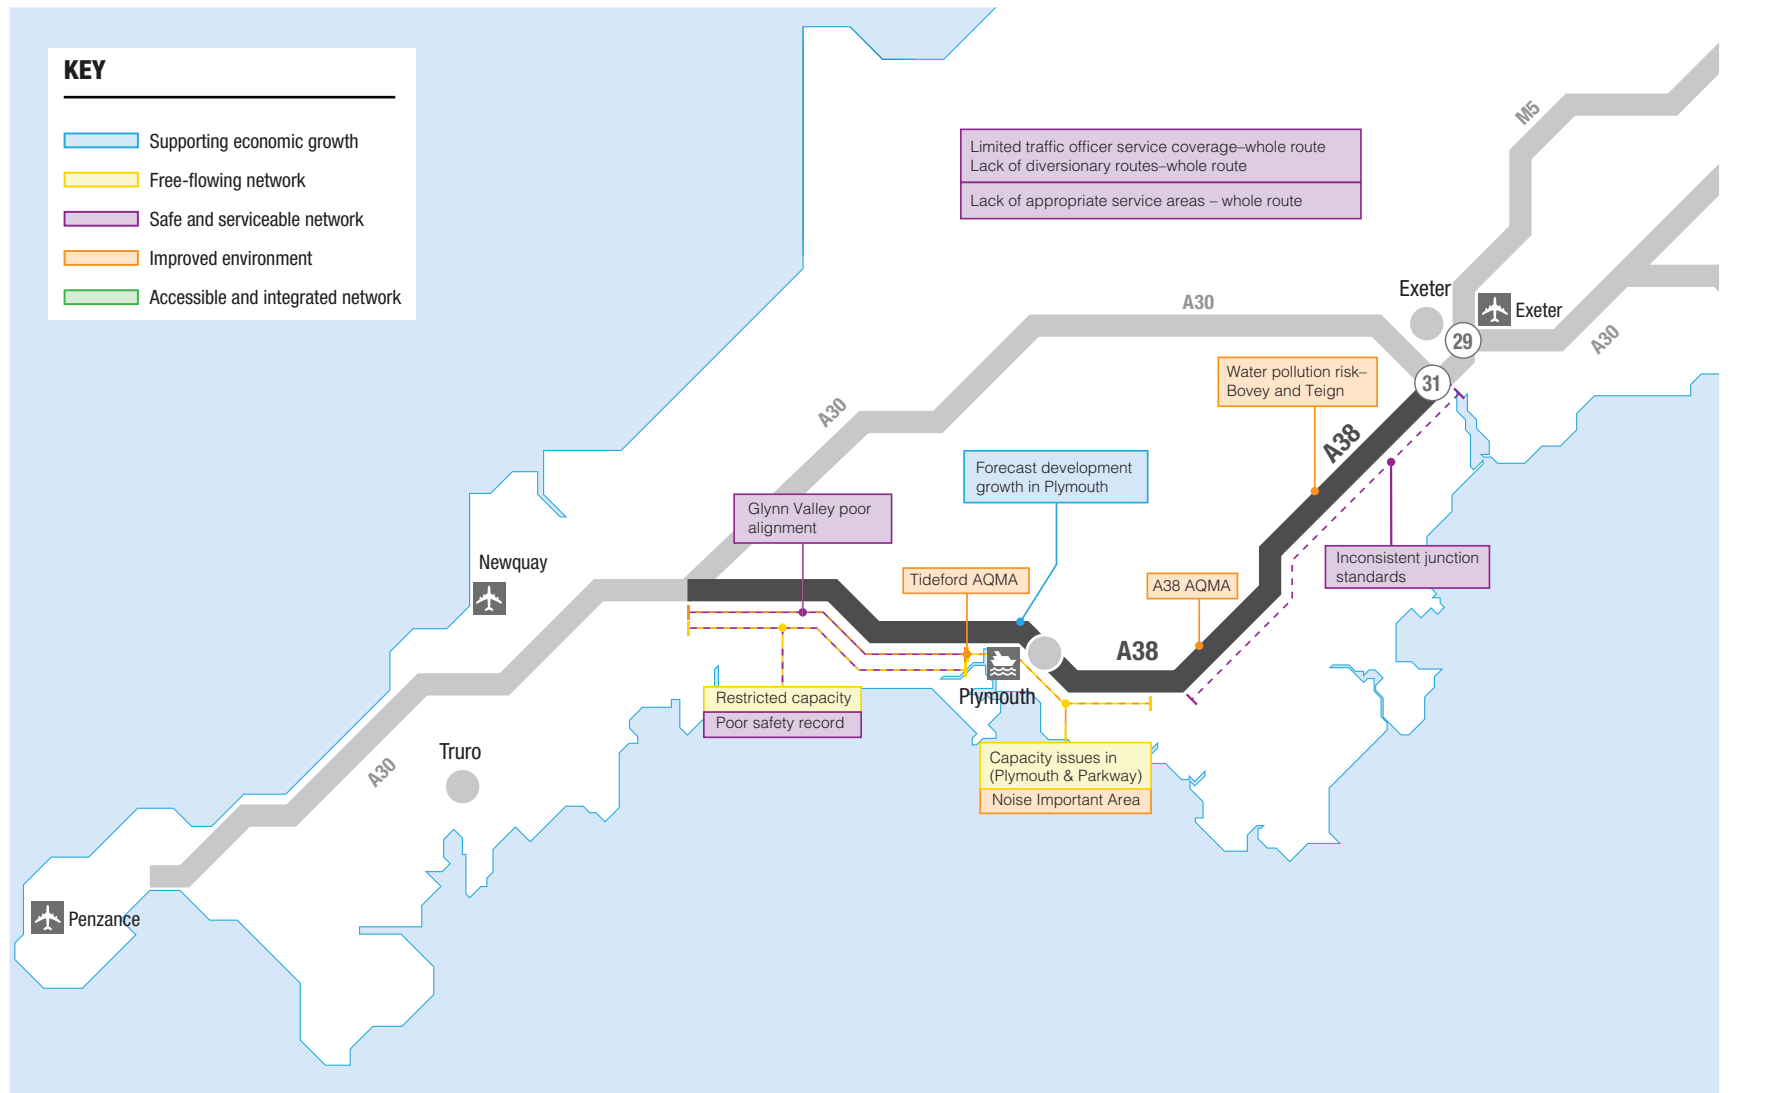 KEY
Supporting economic growth
Free-flowing network
Safe and serviceable network
Improved environment
Accessible and integrated network
M5
Limited traffic officer service coverage–whole route
Lack of diversionary routes–whole route
Lack of appropriate service areas – whole route
Exeter
Exeter
A30
29
A30
31
Water pollution risk–
Bovey and Teign
A30
A38
Forecast development
growth in Plymouth
Glynn Valley poor
alignment
Inconsistent junction
standards
Newquay
Tideford AQMA
A38 AQMA
A38
Plymouth
Restricted capacity
Poor safety record
Truro
A30
Capacity issues in
(Plymouth & Parkway)
Noise Important Area
Penzance